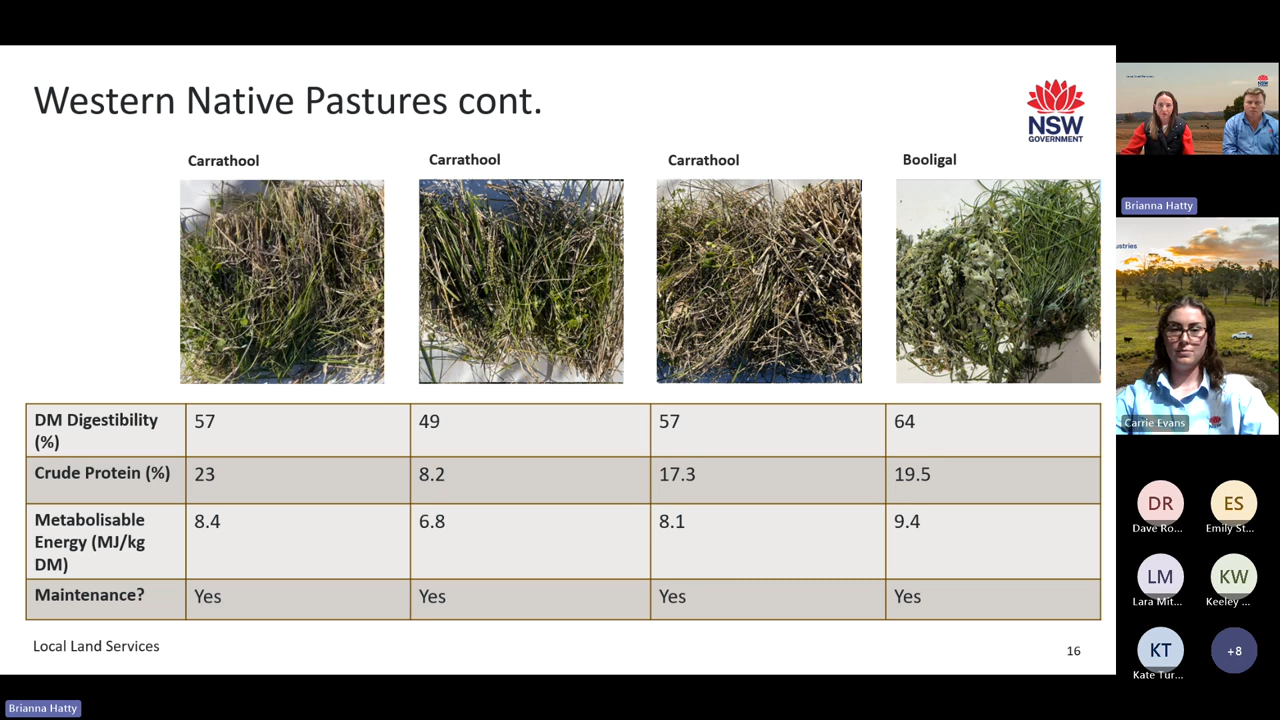 Western Native Pastures cont.
NSW
GOVERNMENT
Carrathool
Carrathool
Carrathool
Booligal
DM Digestibility
(%)
57
49
57
64
Crude Protein (%)
23
8.2
17.3
19.5
Metabolisable
Energy (MJ/kg
DM)
8.4
6.8
8.1
9.4
Maintenance?
Yes
Yes
Yes
Yes
Local Land Services
16
Brianna Hatty
Brianna Hatty
ustries
Carrie Evans
DR
Dave Ro...
ES
Emily St...
LM
Lara Mit...
KW
Keeley ...
KT
Kate Tur...
+8